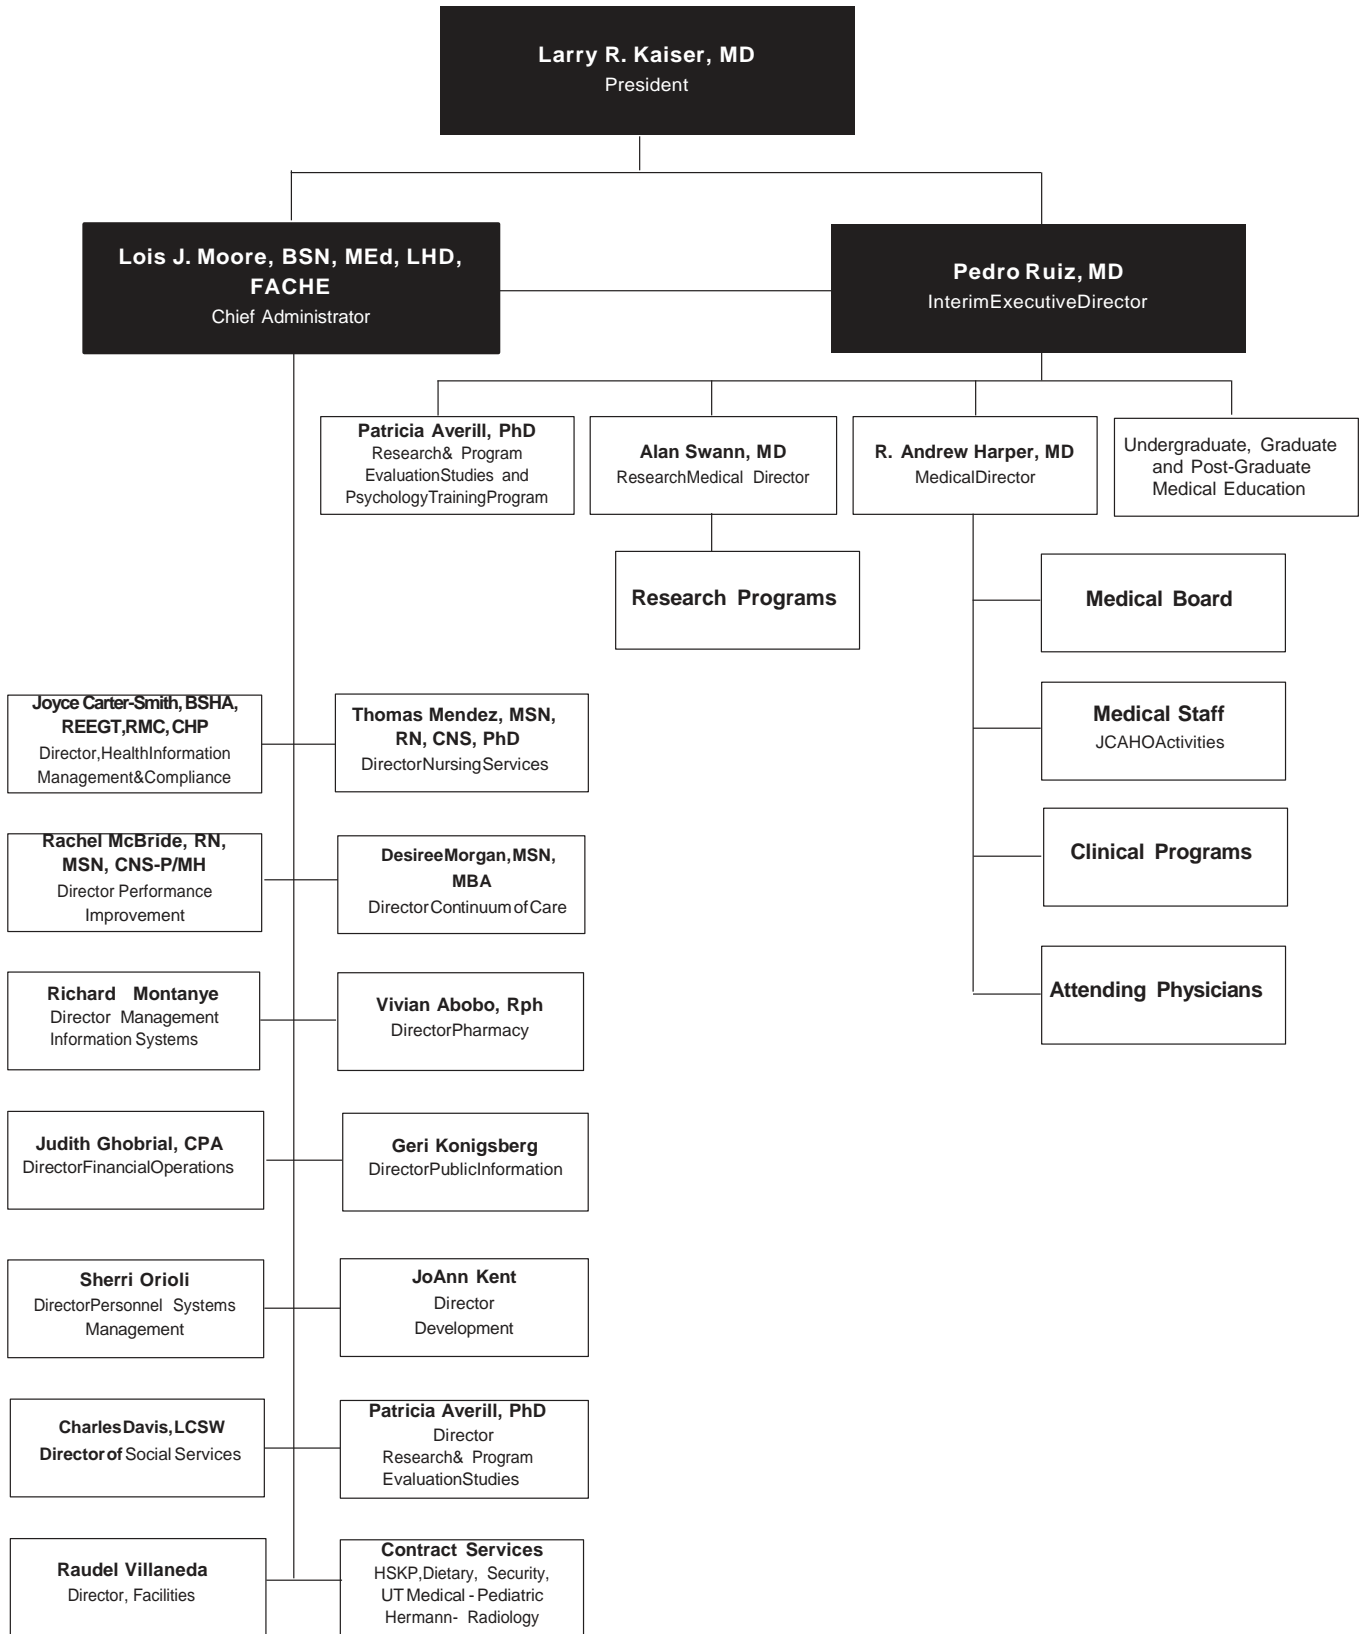 Larry R. Kaiser, MD
President
Lois J. Moore, BSN, MEd, LHD,
FACHE
Chief Administrator
Pedro Ruiz, MD
InterimExecutiveDirector
Patricia Averill, PhD
Research& Program
EvaluationStudies and
PsychologyTrainingProgram
Alan Swann, MD
ResearchMedical Director
R. Andrew Harper, MD
MedicalDirector
Undergraduate, Graduate
and Post-Graduate
Medical Education
Research Programs
Medical Board
Medical Staff
JCAHOActivities
Clinical Programs
Attending Physicians
Joyce Carter-Smith, BSHA,
REEGT,RMC, CHP
Director,HealthInformation
Management&Compliance
Thomas Mendez, MSN,
RN, CNS, PhD
DirectorNursingServices
Rachel McBride, RN,
MSN, CNS-P/MH
Director Performance
Improvement
DesireeMorgan,MSN,
MBA
DirectorContinuumofCare
Richard Montanye
Director Management
Information Systems
Vivian Abobo, Rph
DirectorPharmacy
Judith Ghobrial, CPA
DirectorFinancialOperations
Geri Konigsberg
DirectorPublicInformation
Sherri Orioli
DirectorPersonnel Systems
Management
JoAnn Kent
Director
Development
CharlesDavis,LCSW
Directorof Social Services
Patricia Averill, PhD
Director
Research& Program
EvaluationStudies
Raudel Villaneda
Director, Facilities
Contract Services
HSKP,Dietary, Security,
UT Medical - Pediatric
Hermann- Radiology